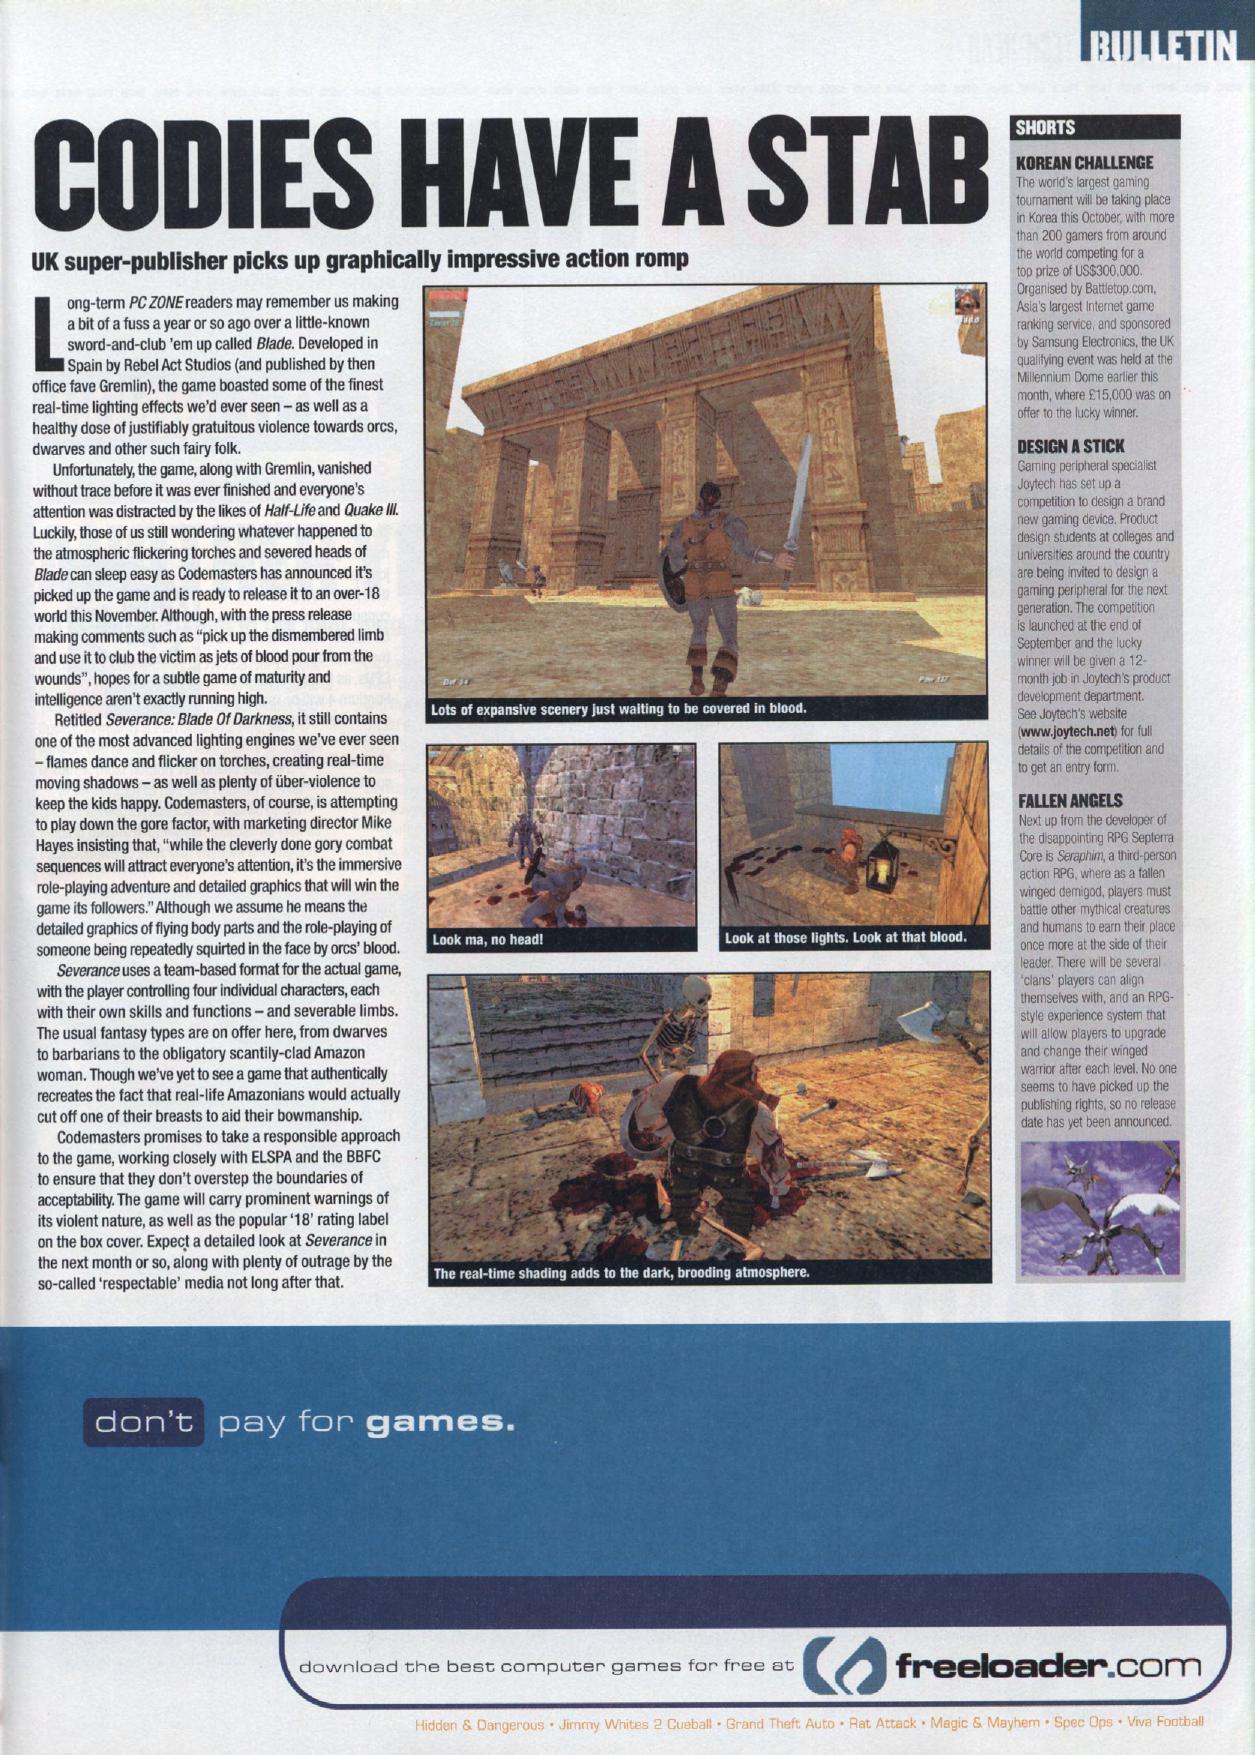 BULLETIN
CODIES HAVE A STAB
UK super-publisher picks up graphically impressive action romp
Long-term PC ZONE readers may remember us making
a bit of a fuss a year or so ago over a little-known
sword-and-club 'em up called Blade. Developed in
Spain by Rebel Act Studios (and published by then
office fave Gremlin), the game boasted some of the finest
real-time lighting effects we'd ever seen – as well as a
healthy dose of justifiably gratuitous violence towards orcs,
dwarves and other such fairy folk.
Unfortunately, the game, along with Gremlin, vanished
without trace before it was ever finished and everyone's
attention was distracted by the likes of Half-Life and Quake III.
Luckily, those of us still wondering whatever happened to
the atmospheric flickering torches and severed heads of
Blade can sleep easy as Codemasters has announced it's
picked up the game and is ready to release it to an over-18
world this November. Although, with the press release
making comments such as “pick up the dismembered limb
and use it to club the victim as jets of blood pour from the
wounds”, hopes for a subtle game of maturity and
intelligence aren't exactly running high.
Retitled Severance: Blade Of Darkness, it still contains
one of the most advanced lighting engines we've ever seen
– flames dance and flicker on torches, creating real-time
moving shadows – as well as plenty of über-violence to
keep the kids happy. Codemasters, of course, is attempting
to play down the gore factor, with marketing director Mike
Hayes insisting that, “while the cleverly done gory combat
sequences will attract everyone's attention, it's the immersive
role-playing adventure and detailed graphics that will win the
game its followers.” Although we assume he means the
detailed graphics of flying body parts and the role-playing of
someone being repeatedly squirted in the face by orcs' blood.
Severance uses a team-based format for the actual game,
with the player controlling four individual characters, each
with their own skills and functions – and severable limbs.
The usual fantasy types are on offer here, from dwarves
to barbarians to the obligatory scantily-clad Amazon
woman. Though we've yet to see a game that authentically
recreates the fact that real-life Amazonians would actually
cut off one of their breasts to aid their bowmanship.
Codemasters promises to take a responsible approach
to the game, working closely with ELSPA and the BBFC
to ensure that they don't overstep the boundaries of
acceptability. The game will carry prominent warnings of
its violent nature, as well as the popular '18' rating label
on the box cover. Expect a detailed look at Severance in
the next month or so, along with plenty of outrage by the
so-called 'respectable' media not long after that.
Lots of expansive scenery just waiting to be covered in blood.
Look ma, no head!
Look at those lights. Look at that blood.
The real-time shading adds to the dark, brooding atmosphere.
SHORTS
KOREAN CHALLENGE
The world's largest gaming
tournament will be taking place
in Korea this October, with more
than 200 gamers from around
the world competing for a
top prize of US$300,000.
Organised by Battletop.com,
Asia's largest Internet game
ranking service, and sponsored
by Samsung Electronics, the UK
qualifying event was held at the
Millennium Dome earlier this
month, where £15,000 was on
offer to the lucky winner.
DESIGN A STICK
Gaming peripheral specialist
Joytech has set up a
competition to design a brand
new gaming device. Product
design students at colleges and
universities around the country
are being invited to design a
gaming peripheral for the next
generation. The competition
is launched at the end of
September and the lucky
winner will be given a 12-
month job in Joytech's product
development department.
See Joytech's website
(www.joytech.net) for full
details of the competition and
to get an entry form.
FALLEN ANGELS
Next up from the developer of
the disappointing RPG Septerra
Core is Seraphim, a third-person
action RPG, where as a fallen
winged demigod, players must
battle other mythical creatures
and humans to earn their place
once more at the side of their
leader. There will be several
'clans' players can align
themselves with, and an RPG-
style experience system that
will allow players to upgrade
and change their winged
warrior after each level. No one
seems to have picked up the
publishing rights, so no release
date has yet been announced.
don't pay for games.
download the best computer games for free at freeloader.com
Hidden & Dangerous • Jimmy Whites 2 Cueball • Grand Theft Auto • Rat Attack • Magic & Mayhem • Spec Ops • Viva Football